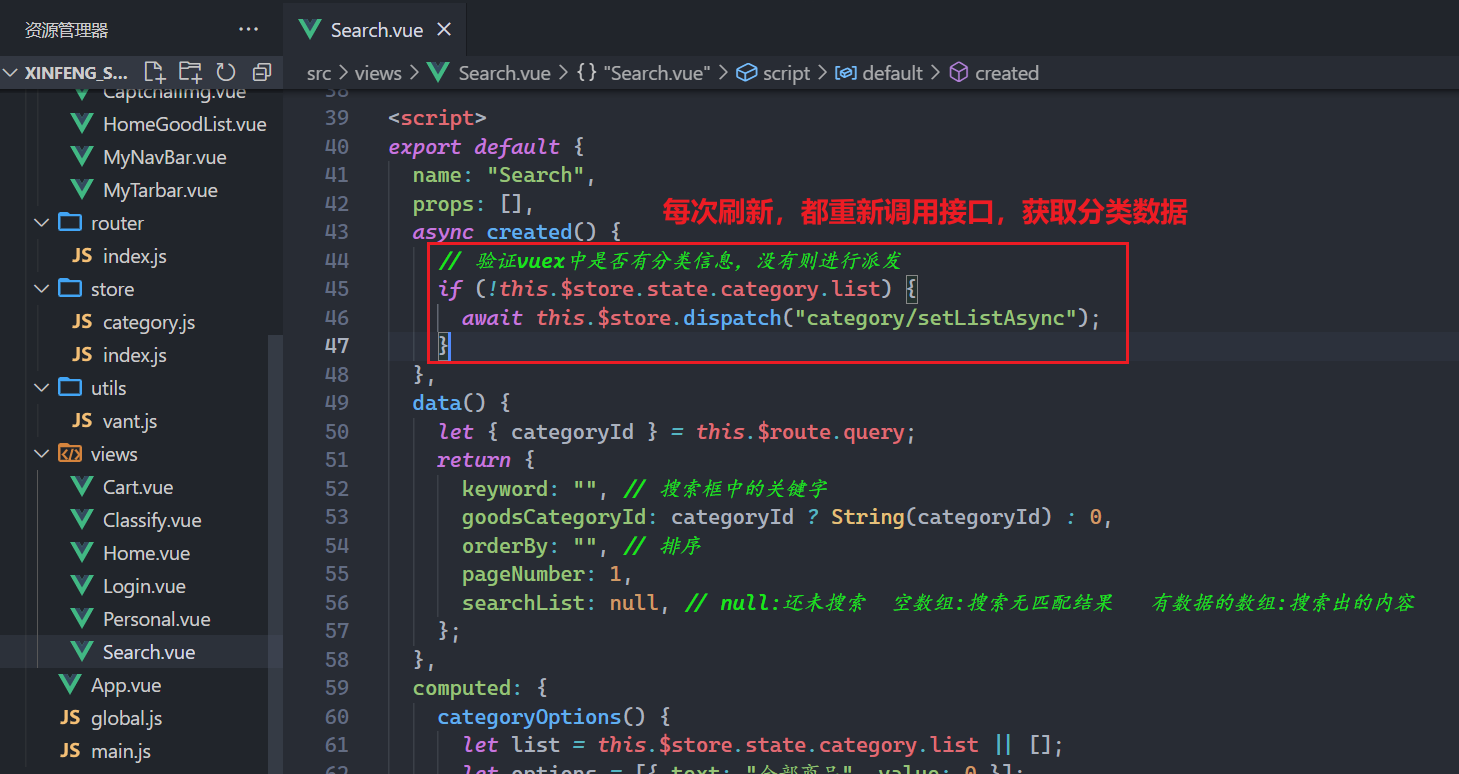 资源管理器
···
Search.vue
XINFENG_S...
src > views > Search.vue > {} "Search.vue" > script > default > created
CaptchaImg.vue
HomeGoodList.vue
MyNavBar.vue
MyTarbar.vue
router
JS index.js
store
JS category.js
JS index.js
utils
JS vant.js
views
Cart.vue
Classify.vue
Home.vue
Login.vue
Personal.vue
Search.vue
App.vue
JS global.js
JS main.js
38
39 <script>
40 export default {
41 name: "Search",
42 props: [],
每次刷新，都重新调用接口，获取分类数据
43 async created() {
44 // 验证vuex中是否有分类信息，没有则进行派发
45 if (!this.$store.state.category.list) {
46 await this.$store.dispatch("category/setListAsync");
47 }
48 },
49 data() {
50 let { categoryId } = this.$route.query;
51 return {
52 keyword: "", // 搜索框中的关键字
53 goodsCategoryId: categoryId ? String(categoryId) : 0,
54 orderBy: "", // 排序
55 pageNumber: 1,
56 searchList: null, // null:还未搜索 空数组:搜索无匹配结果 有数据的数组:搜索出的内容
57 };
58 },
59 computed: {
60 categoryOptions() {
61 let list = this.$store.state.category.list || [];
62 let options = [{ text: "全部商品", value: 0 }];